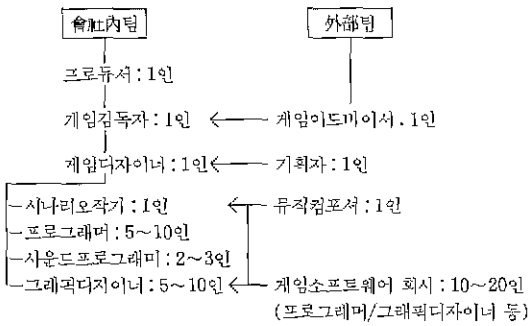 會社內팀
外部팀
프로듀서:1인
게임감독자:1인
게임어드바이서.1인
게임디자이너:1인
기획자:1인
시나리오작가:1인
뮤직컴포서:1인
프로그래머:5~10인
사운드프로그래미:2~3인
그래픽디자이너:5~10인
게임소프트웨어 회시:10~20인
(프로그레머/그래픽디자이너 등)